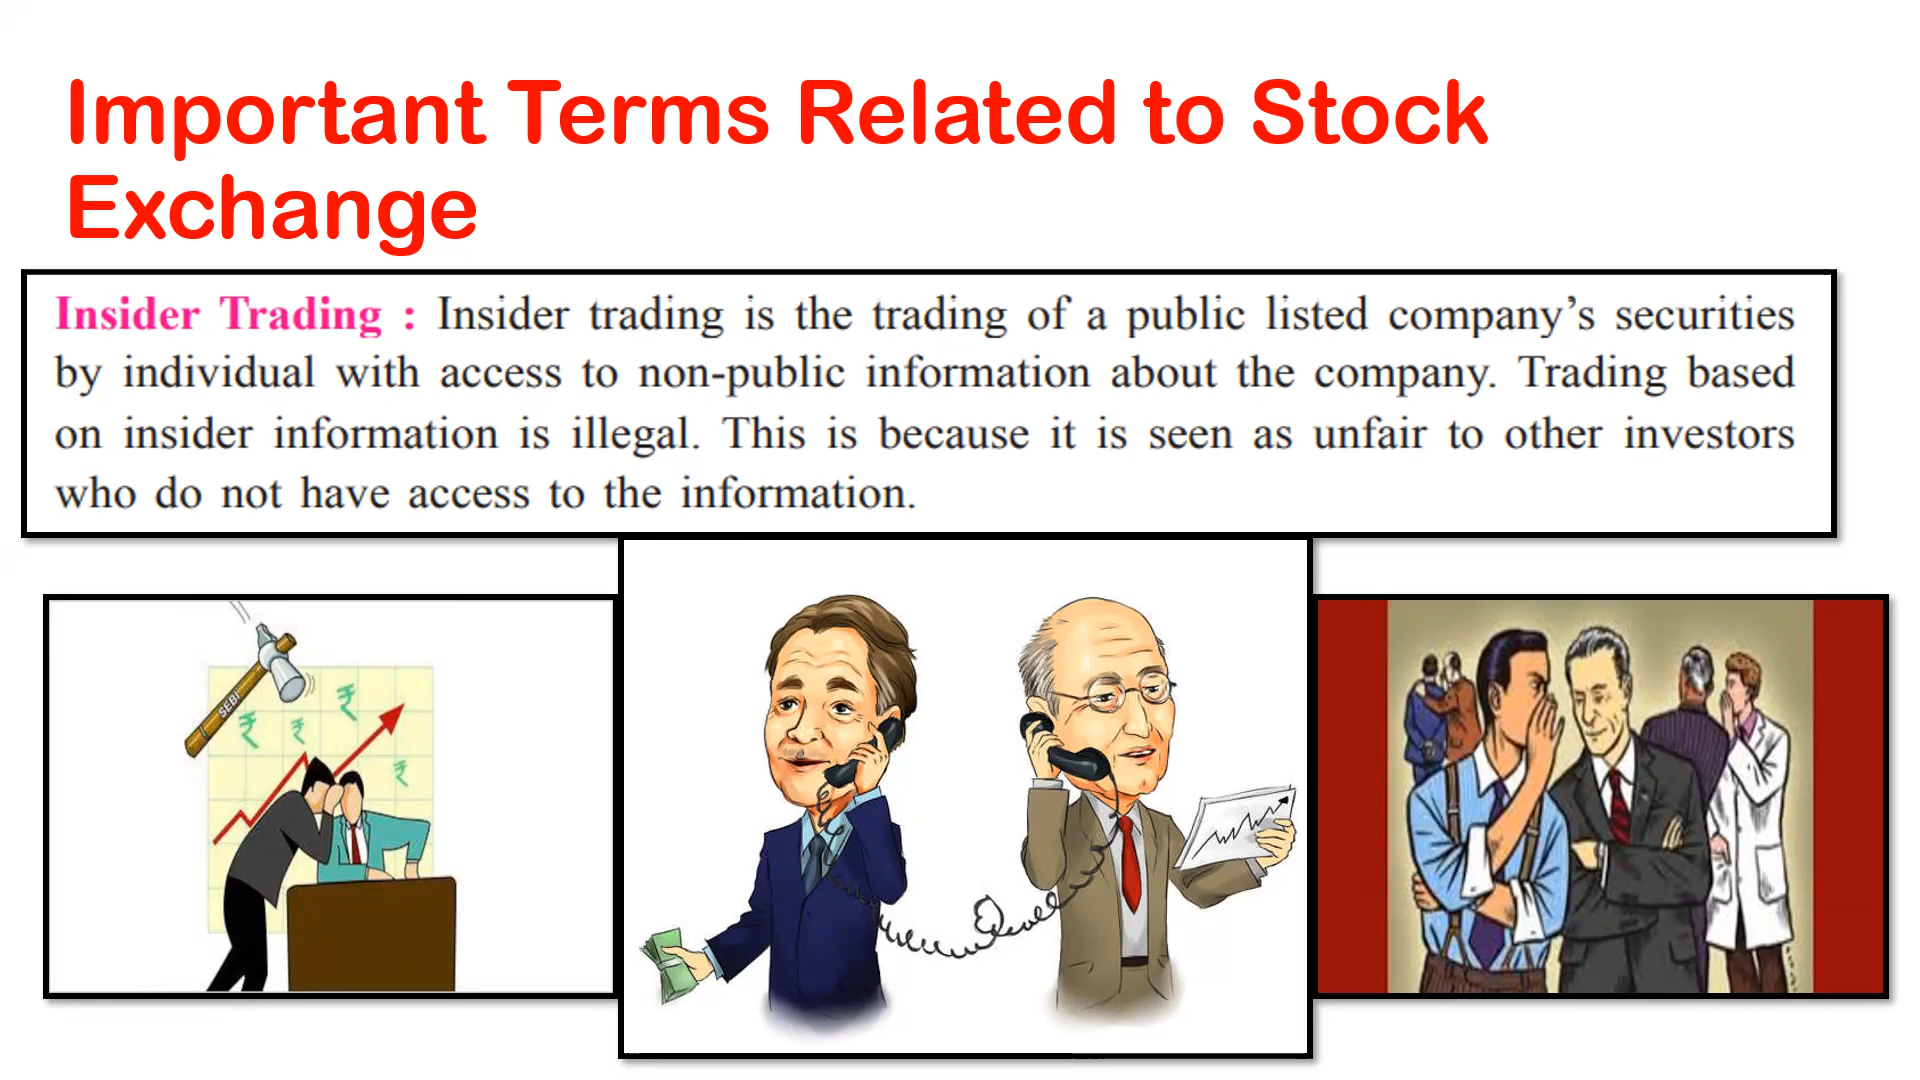 Important Terms Related to Stock
Exchange
Insider Trading : Insider trading is the trading of a public listed company’s securities
by individual with access to non-public information about the company. Trading based
on insider information is illegal. This is because it is seen as unfair to other investors
who do not have access to the information.
SEBI
₹
₹
₹
₹